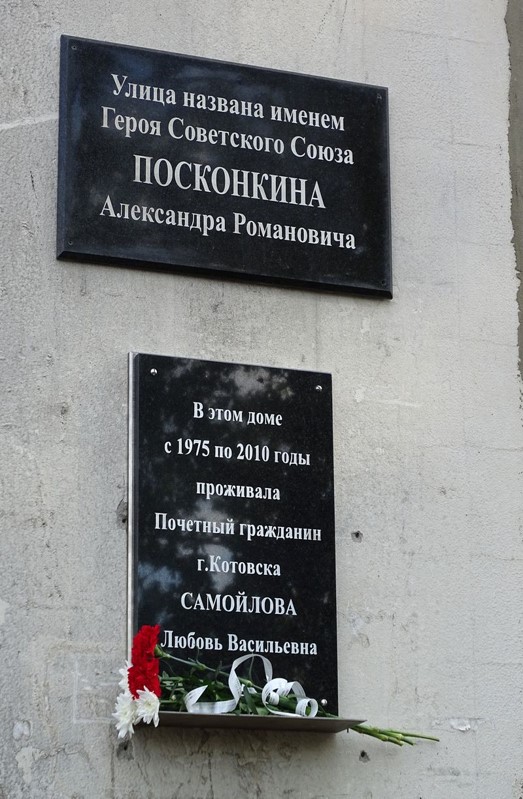 Улица названа именем
Героя Советского Союза
ПОСКОНКИНА
Александра Романовича
В этом доме
с 1975 по 2010 годы
проживала
Почетный гражданин
г.Котовска
САМОЙЛОВА
Любовь Васильевна